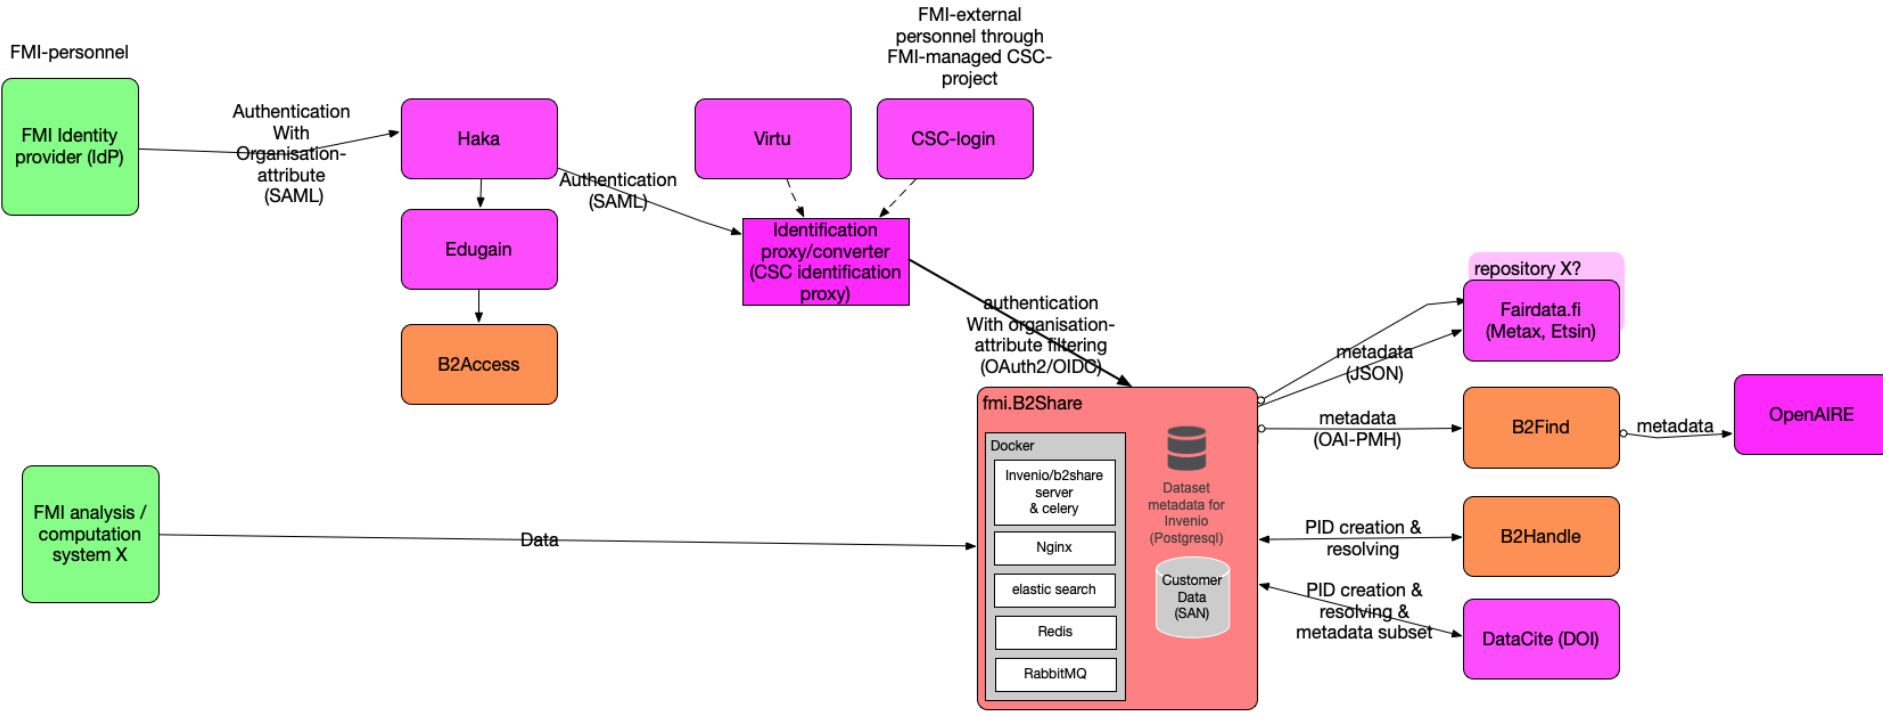 FMI-personnel
FMI Identity
provider (IdP)
Authentication
With
Organisation-
attribute
(SAML)
Haka
Edugain
B2Access
Authentication
(SAML)
Virtu
FMI-external
personnel through
FMI-managed CSC-
project
CSC-login
Identification
proxy/converter
(CSC identification
proxy)
authentication
With organisation-
attribute filtering
(OAuth2/OIDC)
FMI analysis /
computation
system X
Data
fmi.B2Share
Docker
Invenio/b2share
server
& celery
Nginx
elastic search
Redis
RabbitMQ
Dataset
metadata for
Invenio
(Postgresql)
Customer
Data
(SAN)
metadata
(JSON)
repository X?
Fairdata.fi
(Metax, Etsin)
metadata
(OAI-PMH)
B2Find
metadata
OpenAIRE
PID creation &
resolving
B2Handle
PID creation &
resolving &
metadata subset
DataCite (DOI)